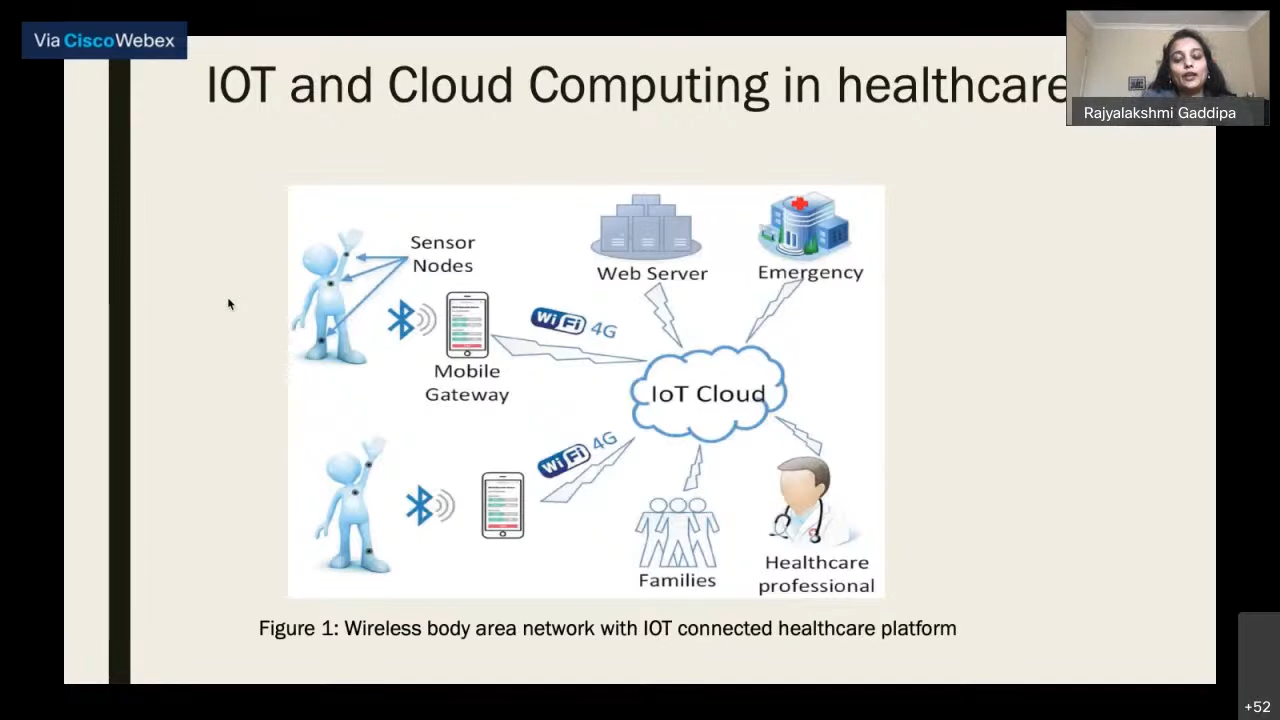 Via CiscoWebex
IOT and Cloud Computing in healthcare
Rajyalakshmi Gaddipa
Sensor
Nodes
Web Server
Emergency
WiFi 4G
Mobile
Gateway
IoT Cloud
WiFi 4G
Families
Healthcare
professional
Figure 1: Wireless body area network with IOT connected healthcare platform
+52